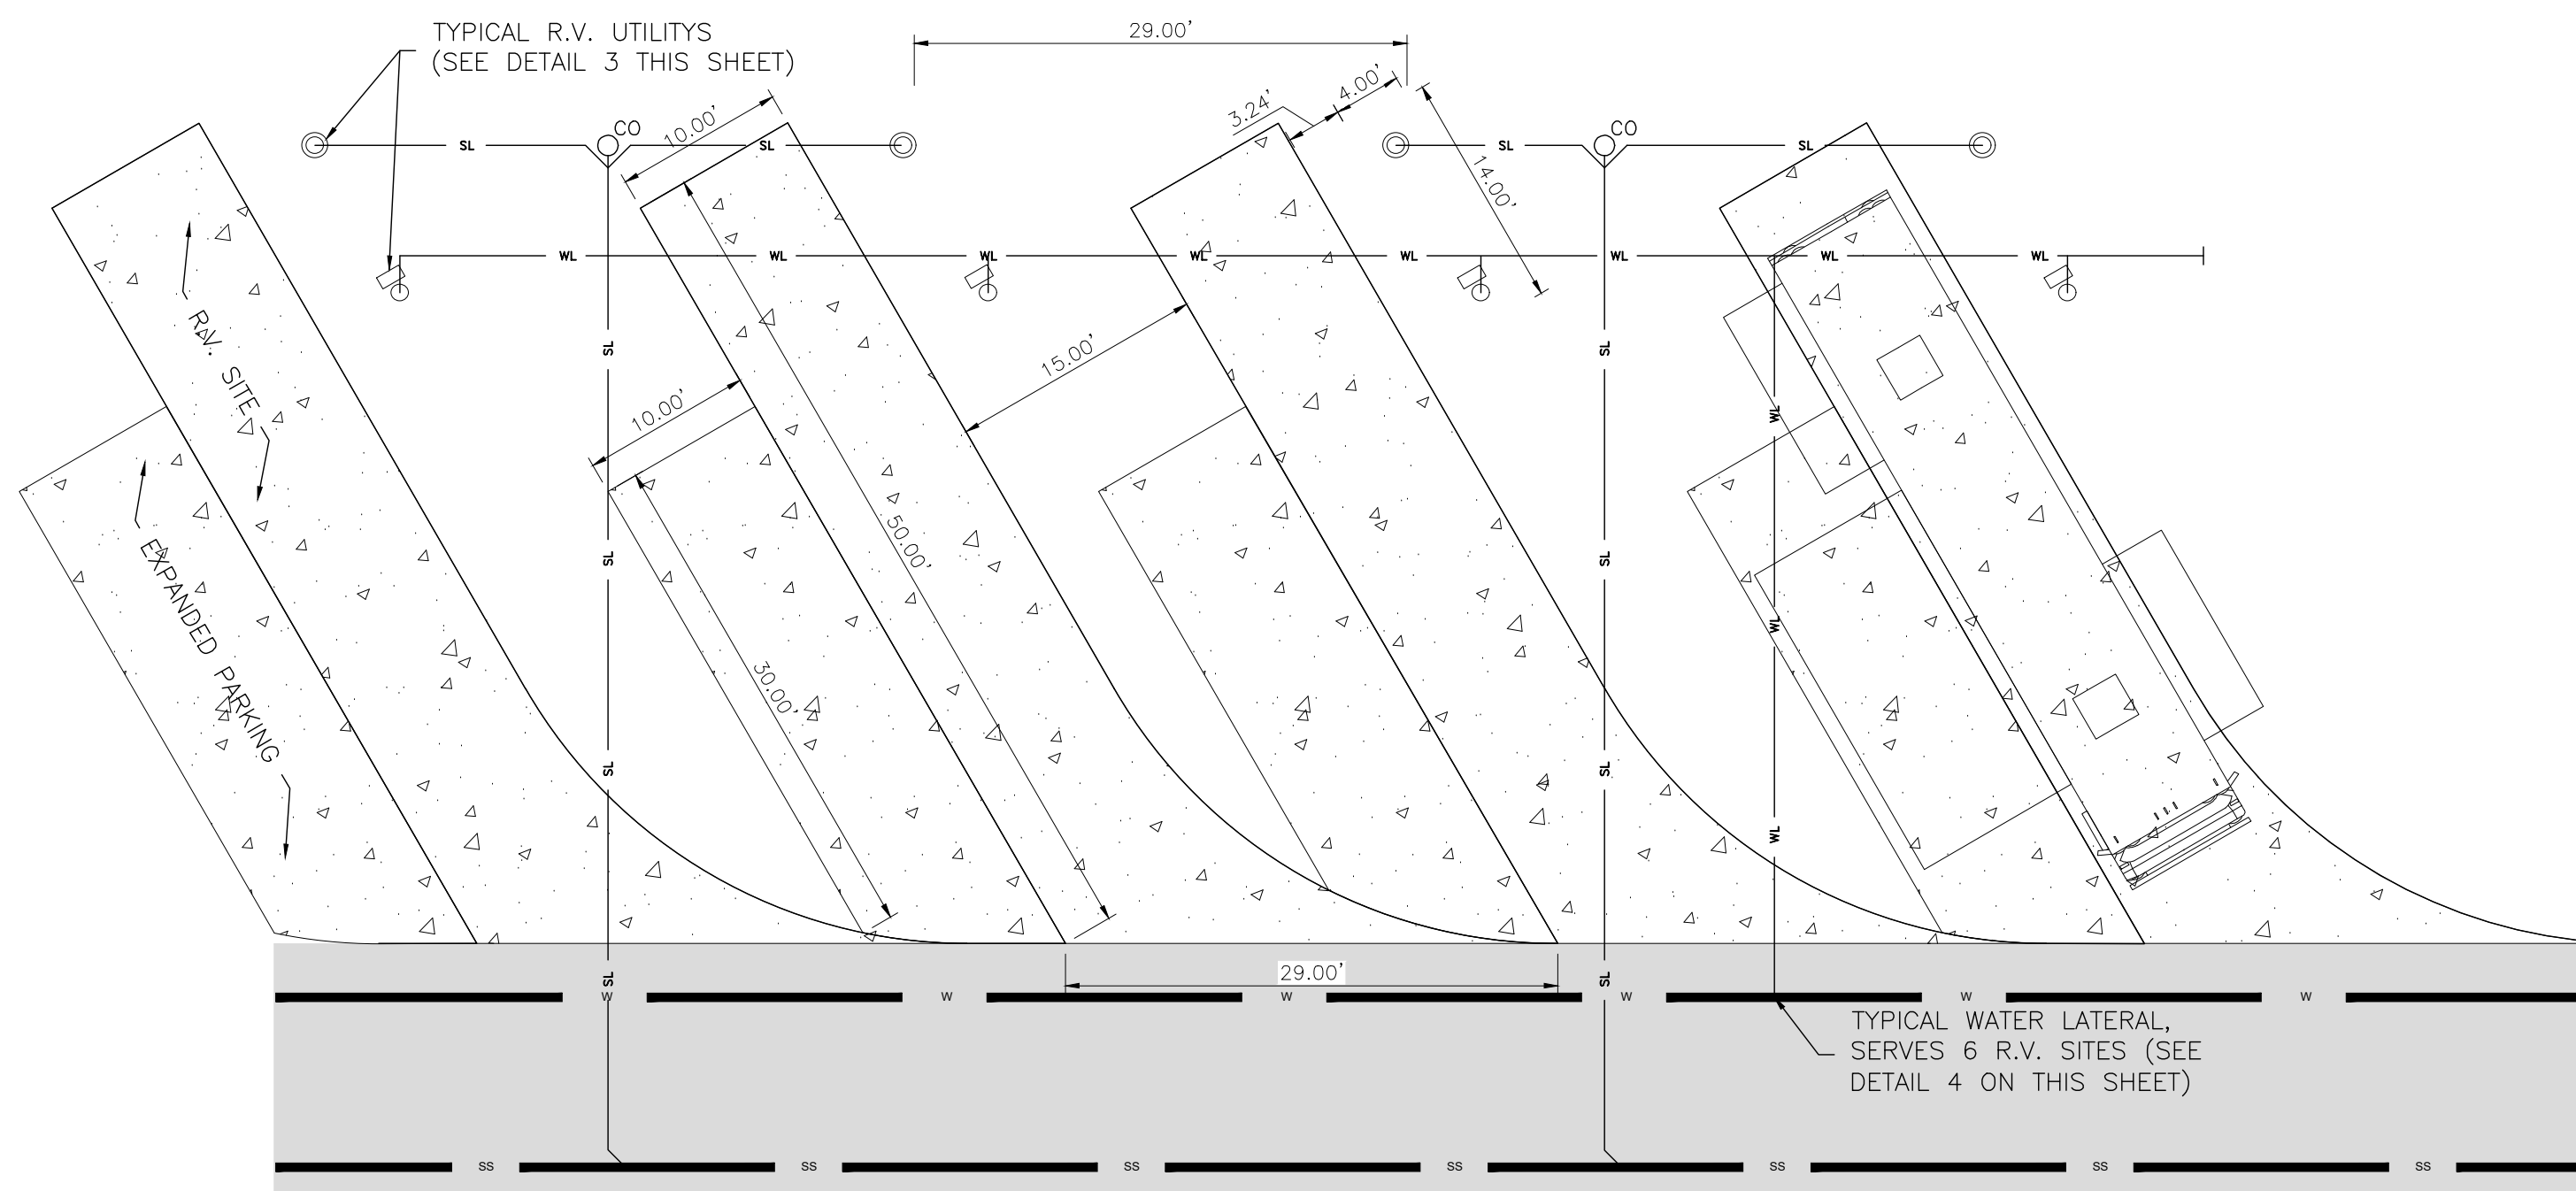 TYPICAL R.V. UTILITYS
(SEE DETAIL 3 THIS SHEET)
29.00'
10.00'
3.24'
4.00'
14.00'
CO
CO
SL
SL
SL
SL
WL
WL
WL
WL
WL
WL
WL
WL
R.V. SITE
EXPANDED PARKING
10.00'
15.00'
50.00'
30.00'
SL
SL
SL
SL
SL
SL
SL
SL
WL
WL
WL
29.00'
W
W
W
W
W
W
TYPICAL WATER LATERAL,
SERVES 6 R.V. SITES (SEE
DETAIL 4 ON THIS SHEET)
SS
SS
SS
SS
SS
SS
SS